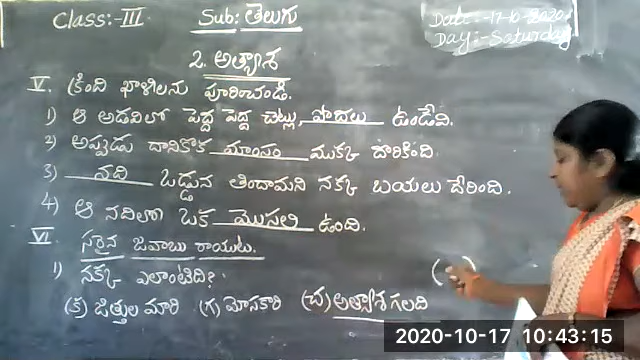 Class:-III Sub: తెలుగు Date:-17-10-2020
Day:-Saturday
2. అత్యాశ
V. క్రింది ఖాళీలను పూరించండి.
1) ఆ అడవిలో పెద్ద పెద్ద చెట్లు, పొదలు ఉండేవి.
2) అప్పుడు దానికొక మాంసం ముక్క దొరికింది.
3) నది ఒడ్డున తిందామని నక్క బయలు దేరింది.
4) ఆ నదిలో ఒక మొసలి ఉంది.
VI సరైన జవాబు రాయుట.
1) నక్క ఎలాంటిది? ( )
(క) జిత్తుల మారి (గ) మోసకారి (చ) అత్యాశ గలది
2020-10-17 10:43:15